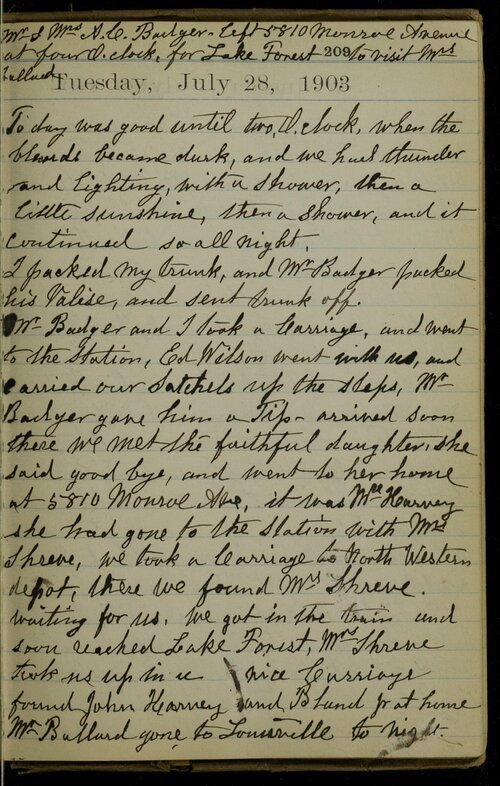 Mr & Mrs A.C. Badger - Left 5810 Monroe Avenue
at four O.clock, for Lake Forest 209 to visit Mrs
Ballard
Tuesday, July 28, 1903
To day was good until two, O.clock, when the
clouds became dark, and we had thunder
and lighting, with a shower, then a
little sunshine, then a shower, and it
continued so all night.
I packed my trunk, and Mr Badger packed
his Valise, and sent trunk off.
Mr Badger and I took a Carriage, and went
to the Station, Ed Wilson went with us, and
carried our Satchels up the steps, Mr
Badger gave him a Tip - arrived soon
there we met the faithful daughter, she
said good bye, and went to her home
at 5810 Monroe Ave, it was Harvey
she had gone to the Station with Mrs
Shreve, we took a Carriage to North Western
depot, there we found Mrs Shreve.
waiting for us. We got in the train and
soon reached Lake Forest, Mrs Shreve
took us up in a nice Carriage
found John Harvey and Bland Jr at home
Mr Ballard gone to Louisville to night.